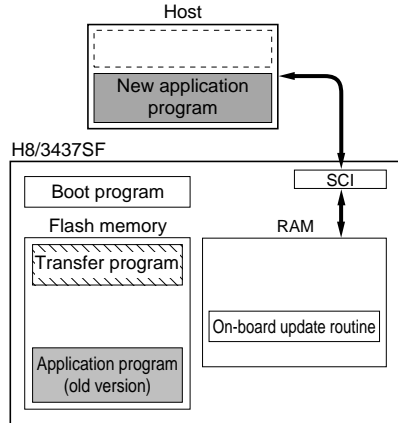 Host
New application
program
H8/3437SF
SCI
Boot program
Flash memory
RAM
Transfer program
On-board update routine
Application program
(old version)